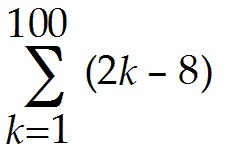 100
∑ (2k – 8)
k=1